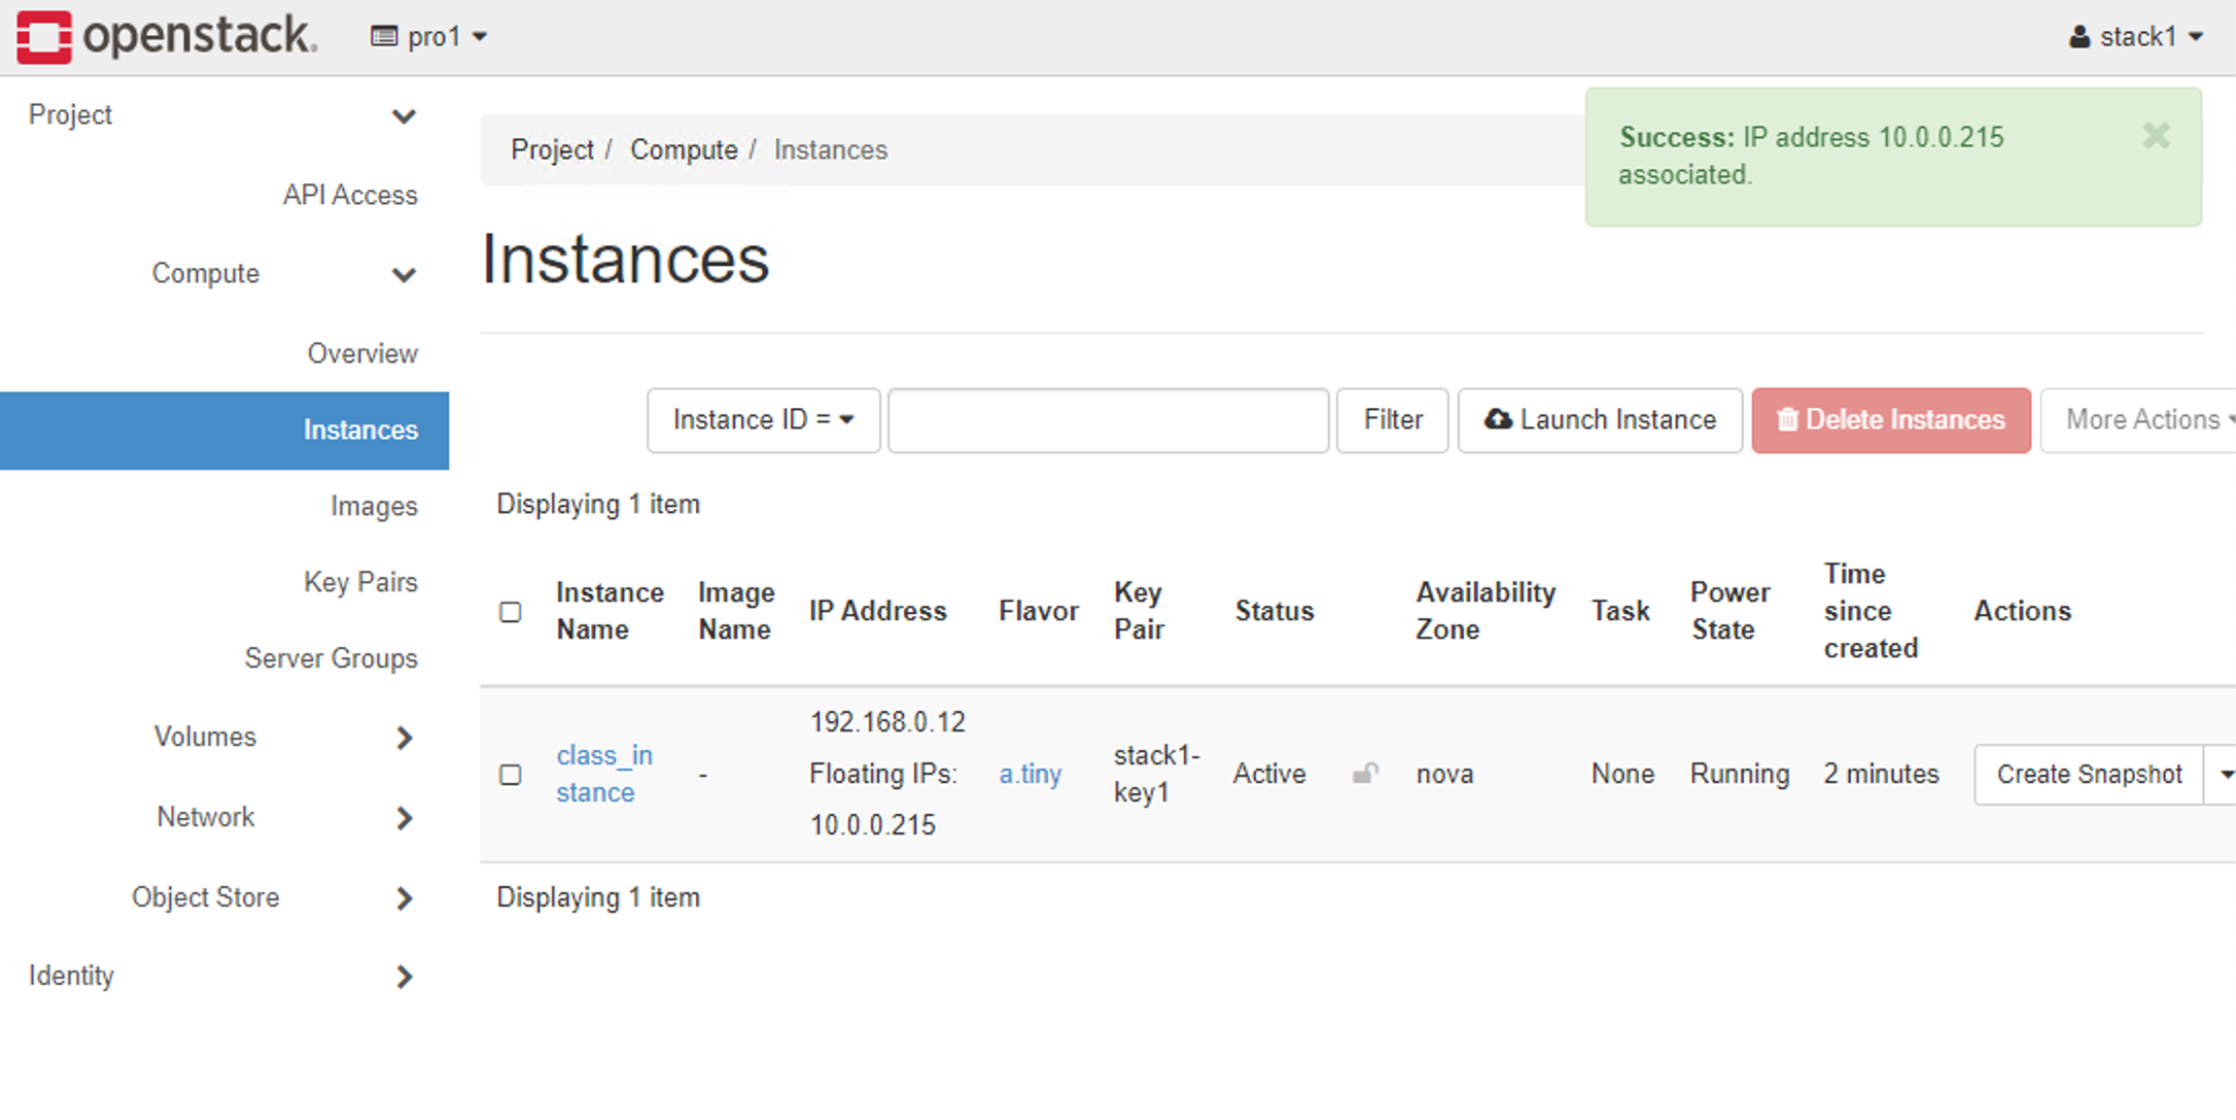 openstack. pro1 stack1
Project
API Access
Compute
Overview
Instances
Images
Key Pairs
Server Groups
Volumes
Network
Object Store
Identity
Project / Compute / Instances
Success: IP address 10.0.0.215
associated.
Instances
Instance ID = Filter Launch Instance Delete Instances More Actions
Displaying 1 item
Instance Name Image Name IP Address Flavor Key Pair Status Availability Zone Task Power State Time since created Actions
class_in
stance
-
192.168.0.12
Floating IPs:
10.0.0.215
a.tiny
stack1-
key1
Active
nova
None
Running
2 minutes
Create Snapshot
Displaying 1 item